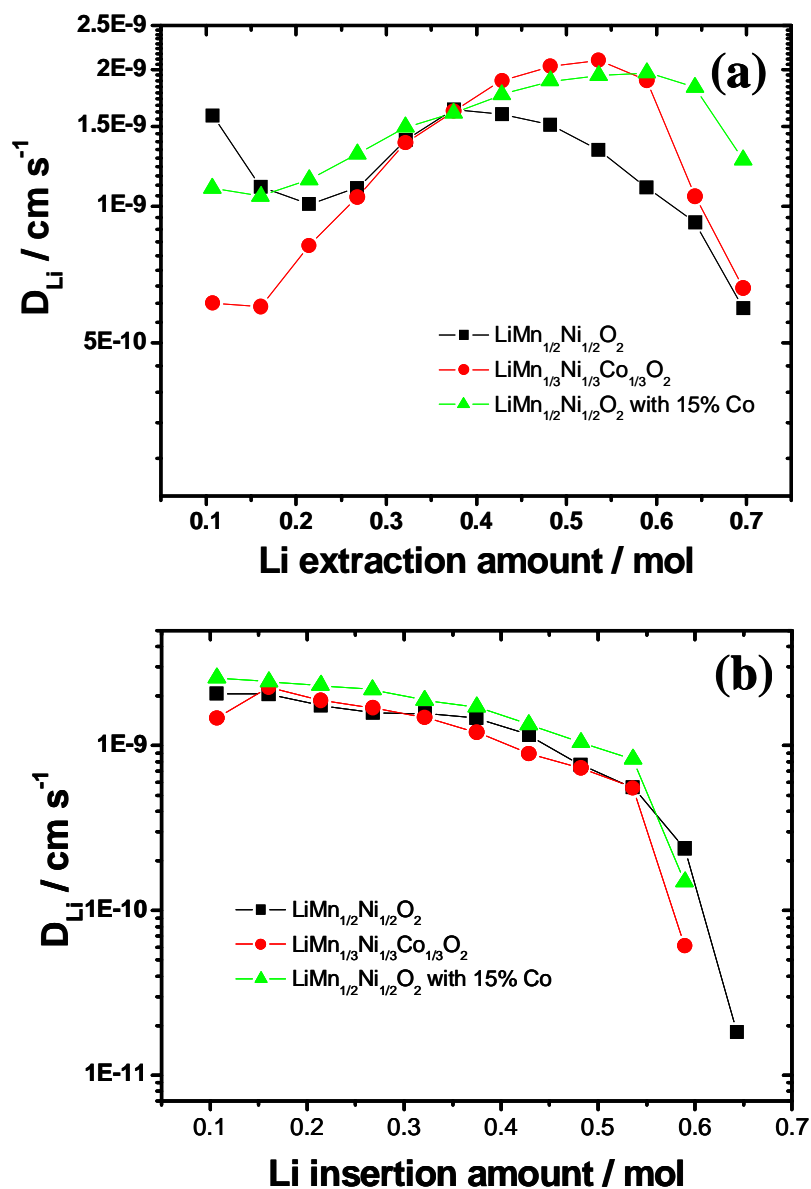 2.5E-9
2E-9
1.5E-9
1E-9
5E-10
D_Li / cm s⁻¹
(a)
LiMn₁/₂Ni₁/₂O₂
LiMn₁/₃Ni₁/₃Co₁/₃O₂
LiMn₁/₂Ni₁/₂O₂ with 15% Co
0.1 0.2 0.3 0.4 0.5 0.6 0.7
Li extraction amount / mol
(b)
1E-9
1E-10
1E-11
D_Li / cm s⁻¹
LiMn₁/₂Ni₁/₂O₂
LiMn₁/₃Ni₁/₃Co₁/₃O₂
LiMn₁/₂Ni₁/₂O₂ with 15% Co
0.1 0.2 0.3 0.4 0.5 0.6 0.7
Li insertion amount / mol